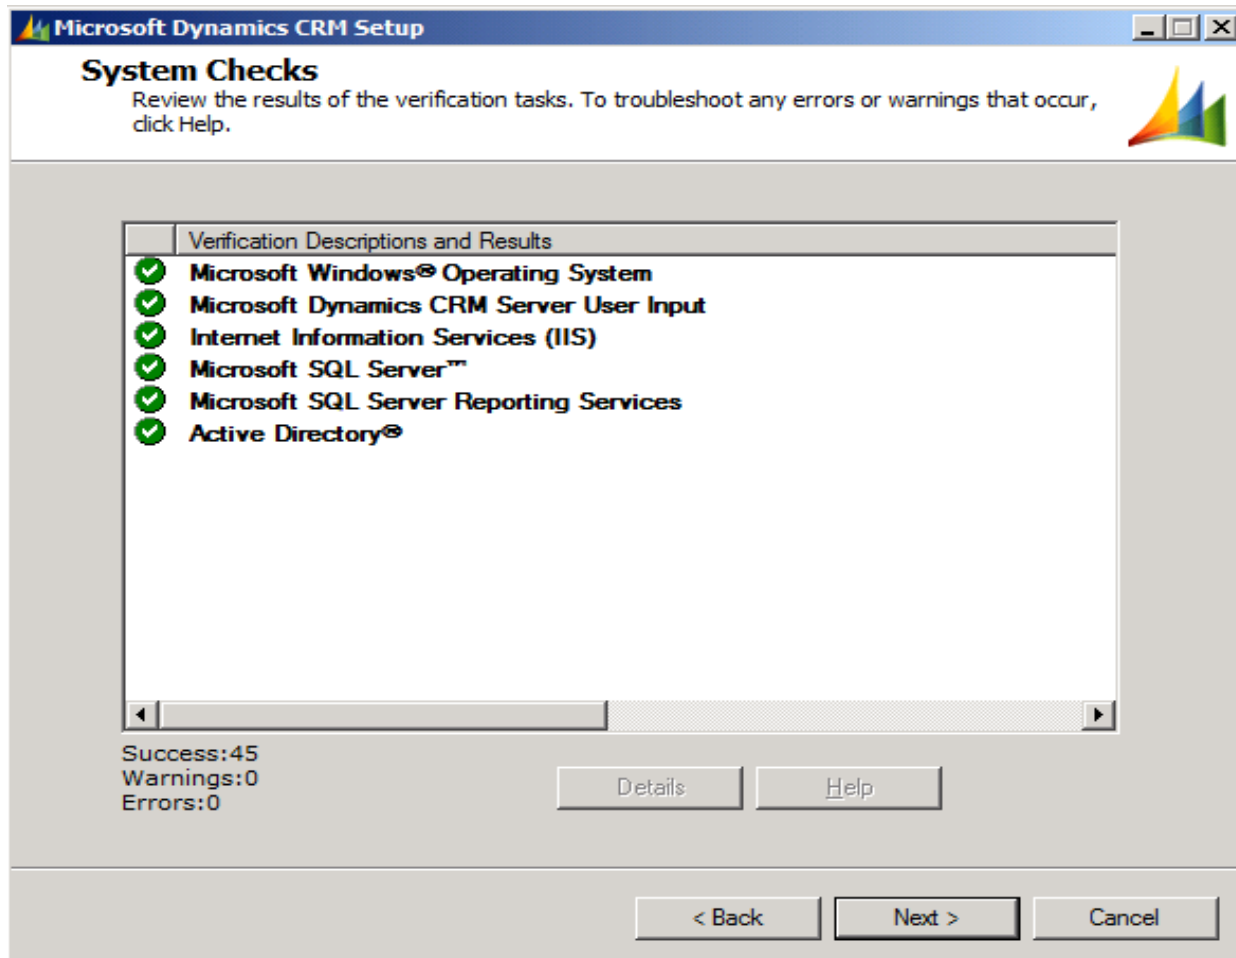 Microsoft Dynamics CRM Setup
System Checks
Review the results of the verification tasks. To troubleshoot any errors or warnings that occur,
click Help.
Verification Descriptions and Results
Microsoft Windows® Operating System
Microsoft Dynamics CRM Server User Input
Internet Information Services (IIS)
Microsoft SQL Server™
Microsoft SQL Server Reporting Services
Active Directory®
Success:45
Warnings:0
Errors:0
Details
Help
< Back
Next >
Cancel